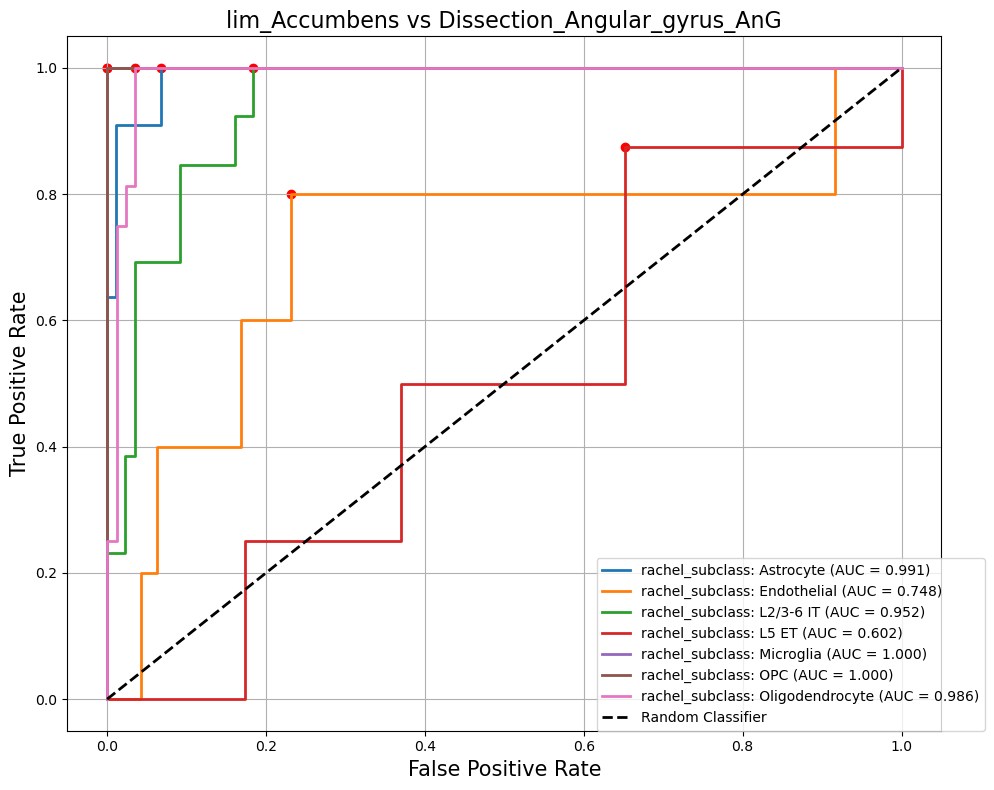 lim_Accumbens vs Dissection_Angular_gyrus_AnG
True Positive Rate
1.0
0.8
0.6
0.4
0.2
0.0
rachel_subclass: Astrocyte (AUC = 0.991)
rachel_subclass: Endothelial (AUC = 0.748)
rachel_subclass: L2/3-6 IT (AUC = 0.952)
rachel_subclass: L5 ET (AUC = 0.602)
rachel_subclass: Microglia (AUC = 1.000)
rachel_subclass: OPC (AUC = 1.000)
rachel_subclass: Oligodendrocyte (AUC = 0.986)
Random Classifier
0.0 0.2 0.4 0.6 0.8 1.0
False Positive Rate